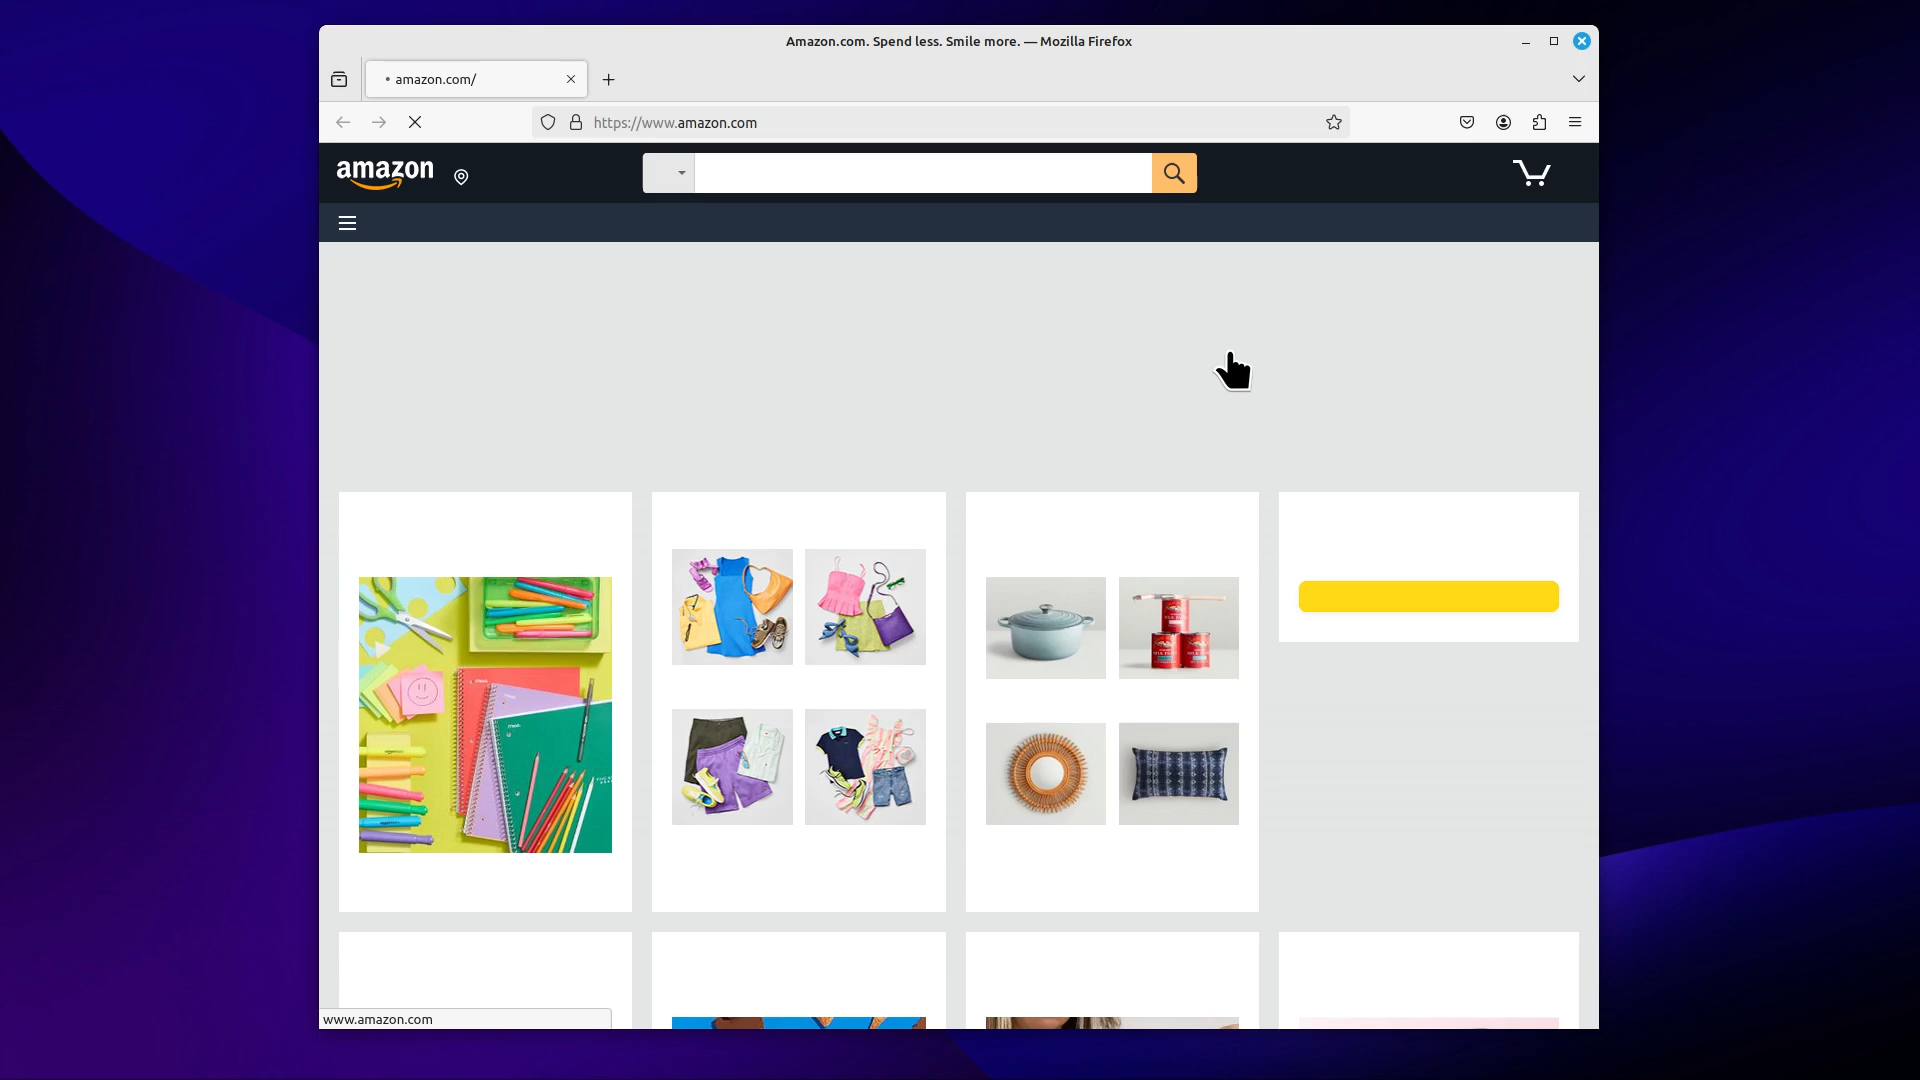 Amazon.com. Spend less. Smile more. — Mozilla Firefox
amazon.com/
https://www.amazon.com
amazon
www.amazon.com